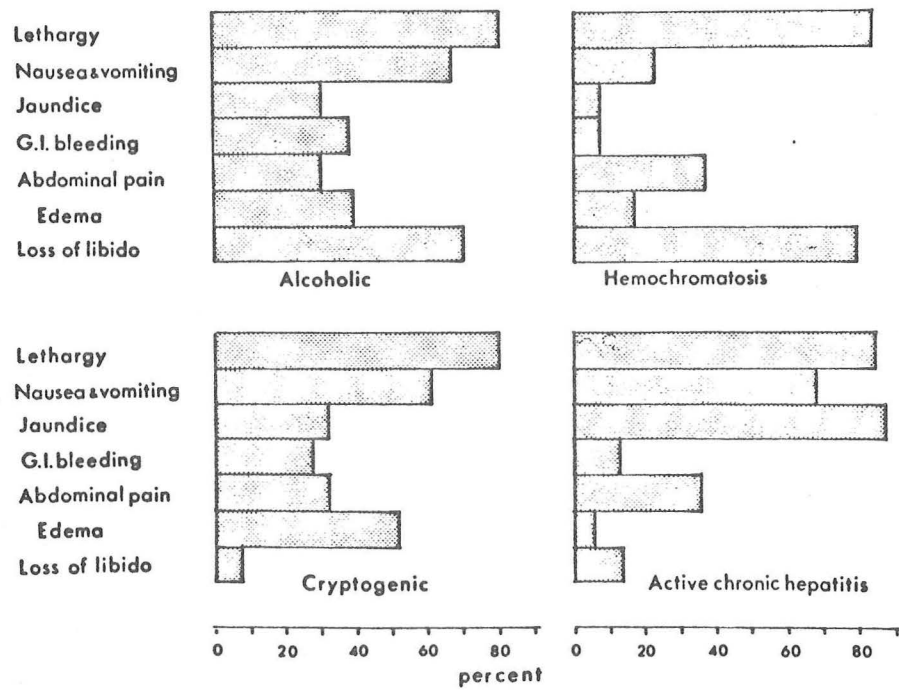 Lethargy
Nausea&vomiting
Jaundice
G.I. bleeding
Abdominal pain
Edema
Loss of libido
Alcoholic
Hemochromatosis
Lethargy
Nausea&vomiting
Jaundice
G.I.bleeding
Abdominal pain
Edema
Loss of libido
Cryptogenic
Active chronic hepatitis
0 20 40 60 80
0 20 40 60 80
percent